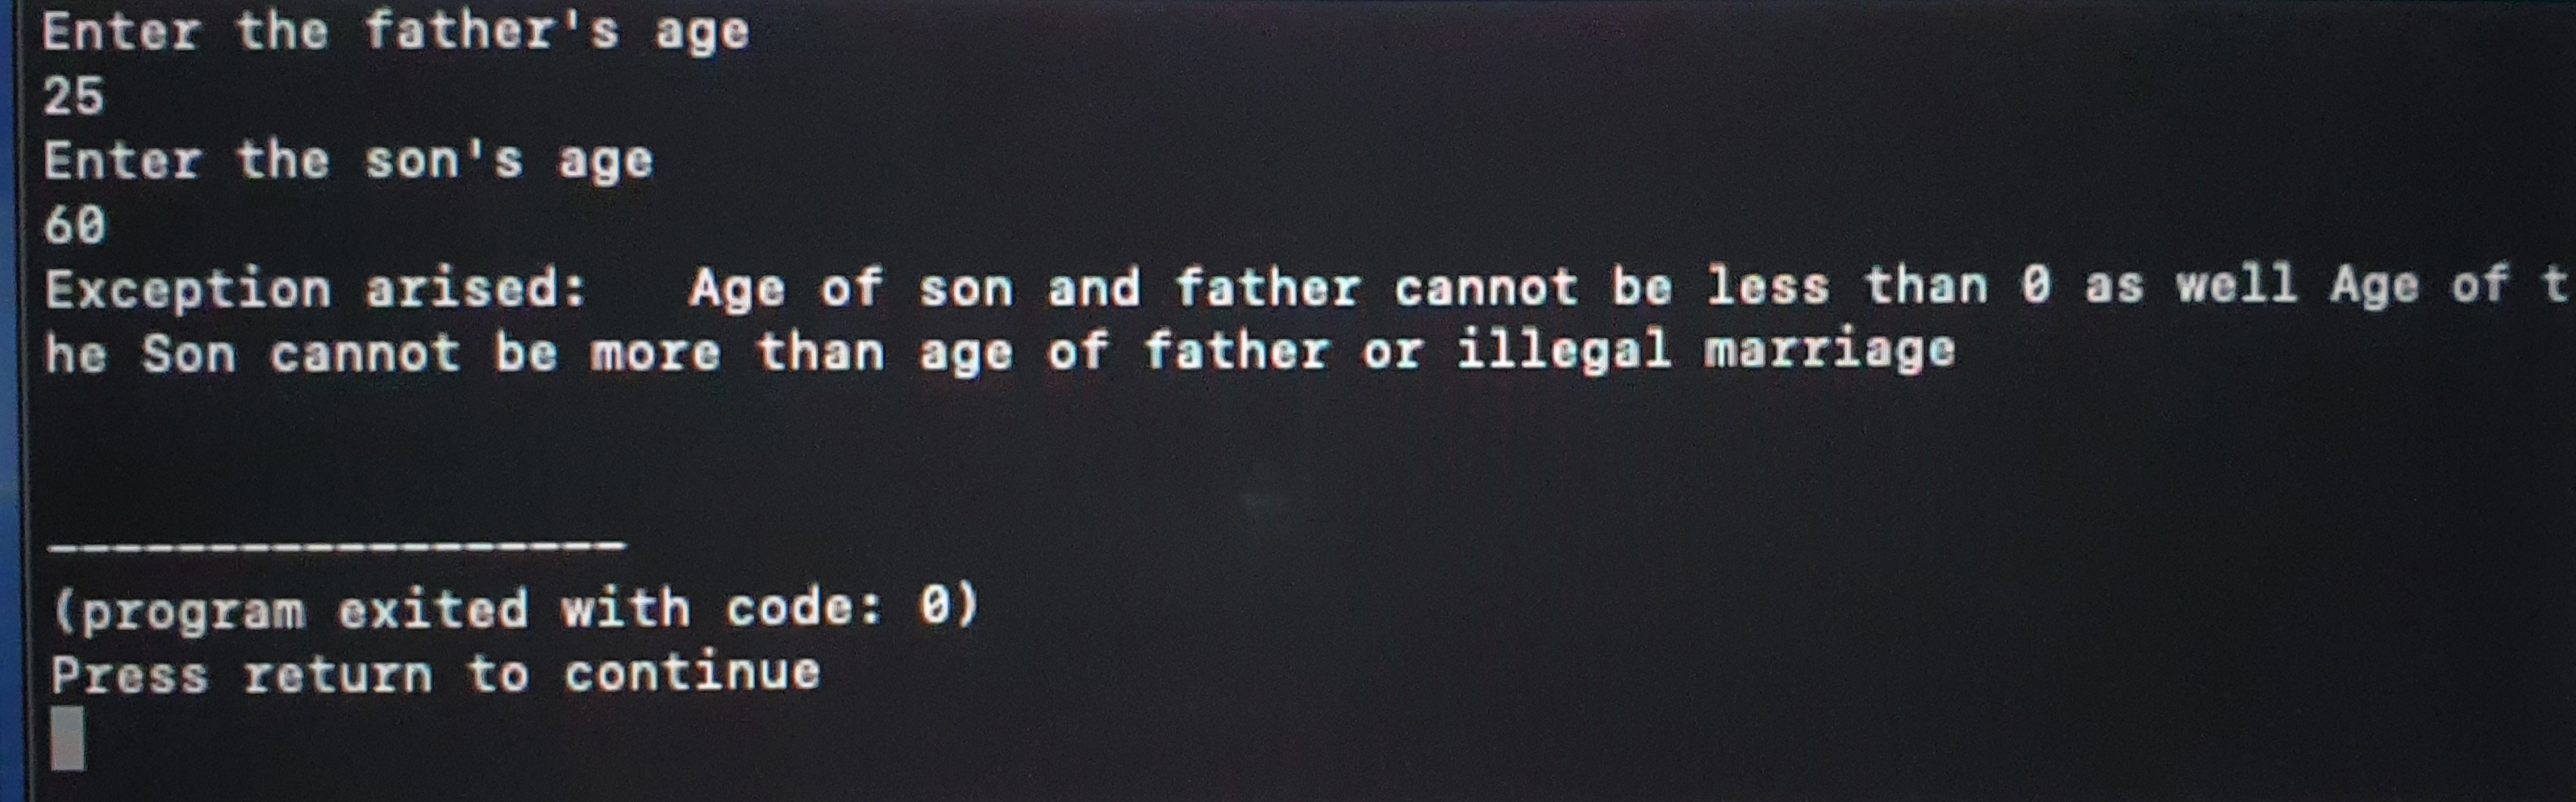 Enter the father's age
25
Enter the son's age
60
Exception arised:   Age of son and father cannot be less than 0 as well Age of t
he Son cannot be more than age of father or illegal marriage
------------------
(program exited with code: 0)
Press return to continue